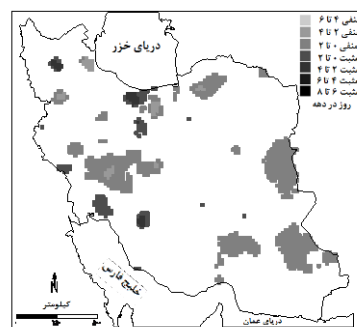 دریای خزر
منفی ۴ تا ۶
منفی ۲ تا ۴
منفی ۰ تا ۲
مثبت ۰ تا ۲
مثبت ۲ تا ۴
مثبت ۴ تا ۶
مثبت ۶ تا ۸
روز در دهه
خلیج فارس
N
کیلومتر
دریای عمان